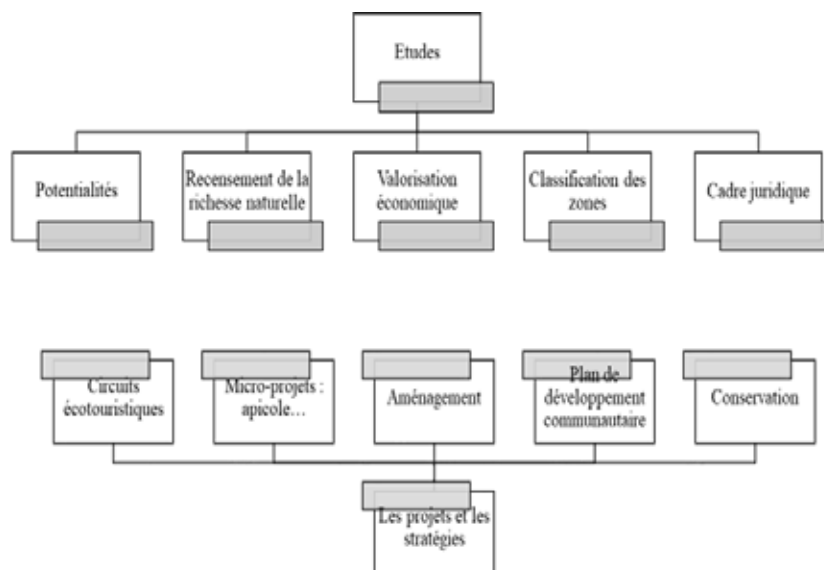 Etudes
Potentialités
Recensement de la
richesse naturelle
Valorisation
économique
Classification des
zones
Cadre juridique
Circuits
écotouristiques
Micro-projets :
apicole…
Aménagement
Plan de
développement
communautaire
Conservation
Les projets et les
stratégies